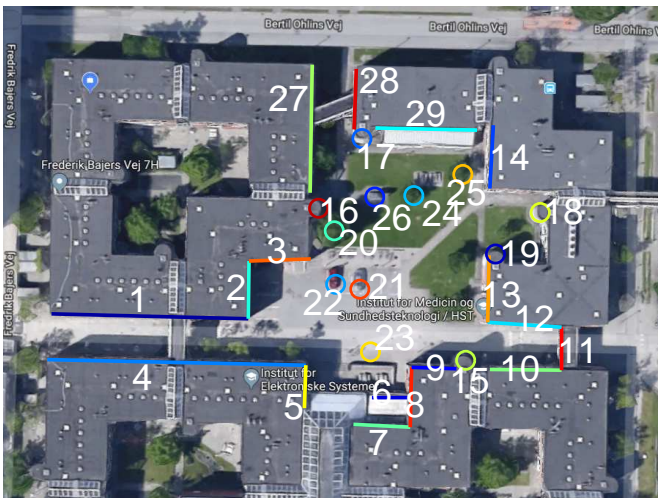 Bertil Ohlins Vej
Bertil Ohlins Vej
Bertil Ohlins V
Fredrik Bajers Vej
28
27
29
17
14
Frederik Bajers Vej 7H
25
26
24
16
18
20
3
19
Fredrik Bajers Vej
2
22
21
Institut for Medicin og
Sundhedsteknologi / HST
13
1
12
23
11
4
9
15
10
Institut for
Elektroniske Systemer
5
6
8
7